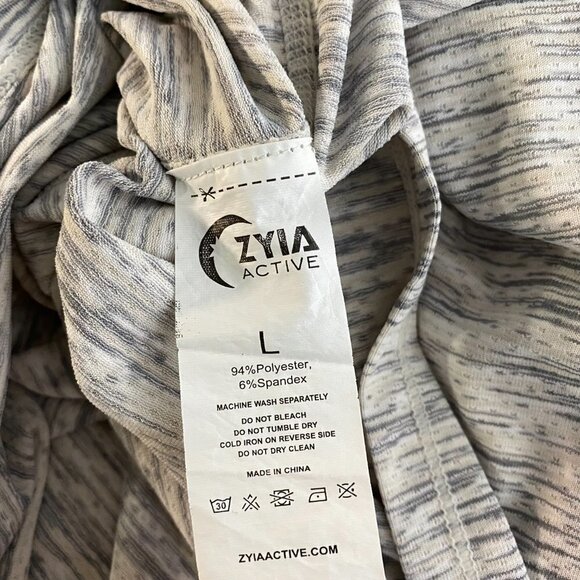 ZYIA
ACTIVE
L
94%Polyester,
6%Spandex
MACHINE WASH SEPARATELY
DO NOT BLEACH
DO NOT TUMBLE DRY
COLD IRON ON REVERSE SIDE
DO NOT DRY CLEAN
MADE IN CHINA
30
ZYIAACTIVE.COM